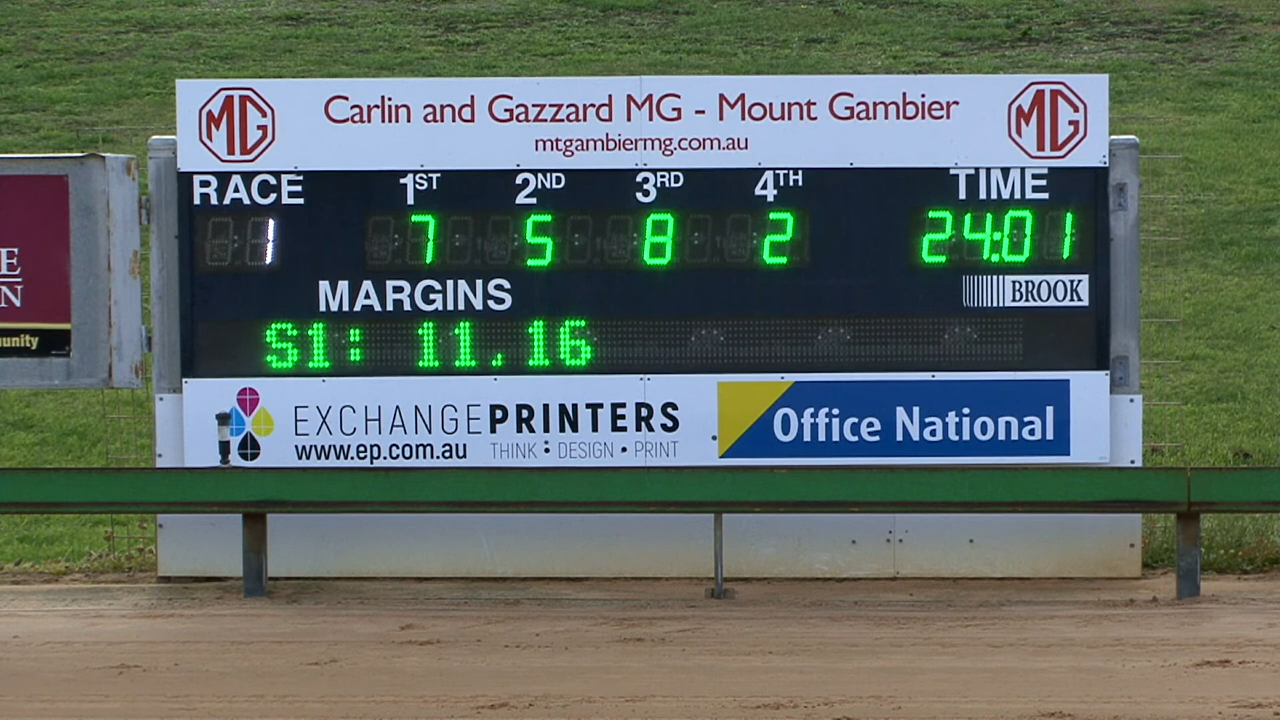 MG Carlin and Gazzard MG - Mount Gambier MG
mtgambiermg.com.au
RACE 1ST 2ND 3RD 4TH TIME
1 7 5 8 2 24:01
MARGINS BROOK
S1: 11.16
E
N
unity
EXCHANGEPRINTERS
www.ep.com.au THINK : DESIGN • PRINT
Office National